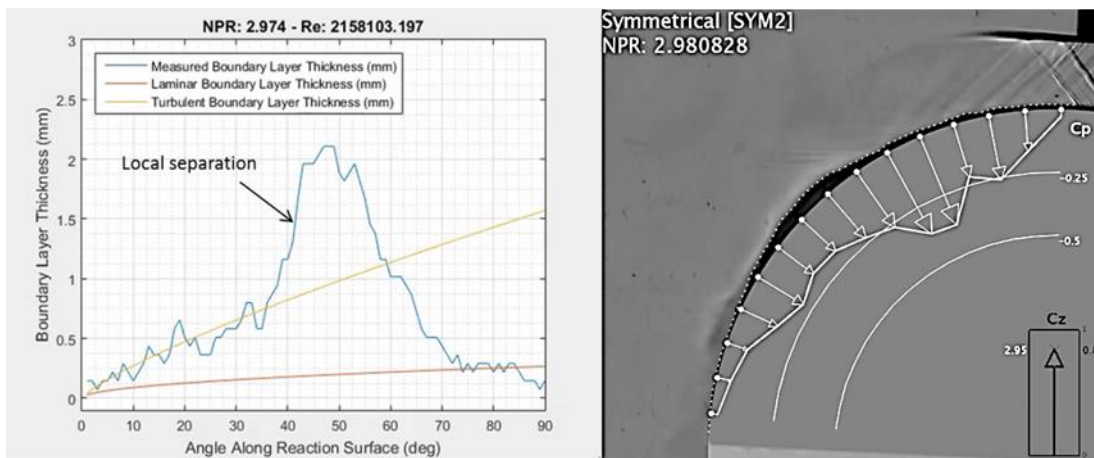 NPR: 2.974 - Re: 2158103.197
Measured Boundary Layer Thickness (mm)
Laminar Boundary Layer Thickness (mm)
Turbulent Boundary Layer Thickness (mm)
Local separation
Boundary Layer Thickness (mm)
3
2.5
2
1.5
1
0.5
0
0 10 20 30 40 50 60 70 80 90
Angle Along Reaction Surface (deg)
Symmetrical [SYM2]
NPR: 2.980828
Cp
-0.25
-0.5
Cz
1
2.95
0